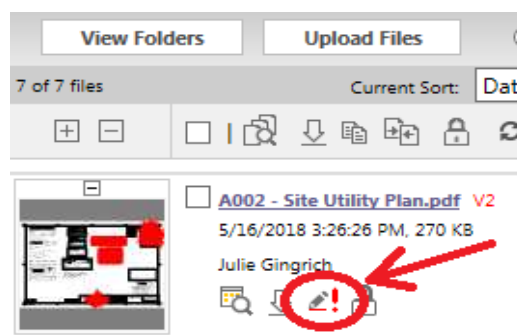 View Folders Upload Files
7 of 7 files Current Sort: Dat
A002 - Site Utility Plan.pdf V2
5/16/2018 3:26:26 PM, 270 KB
Julie Gingrich